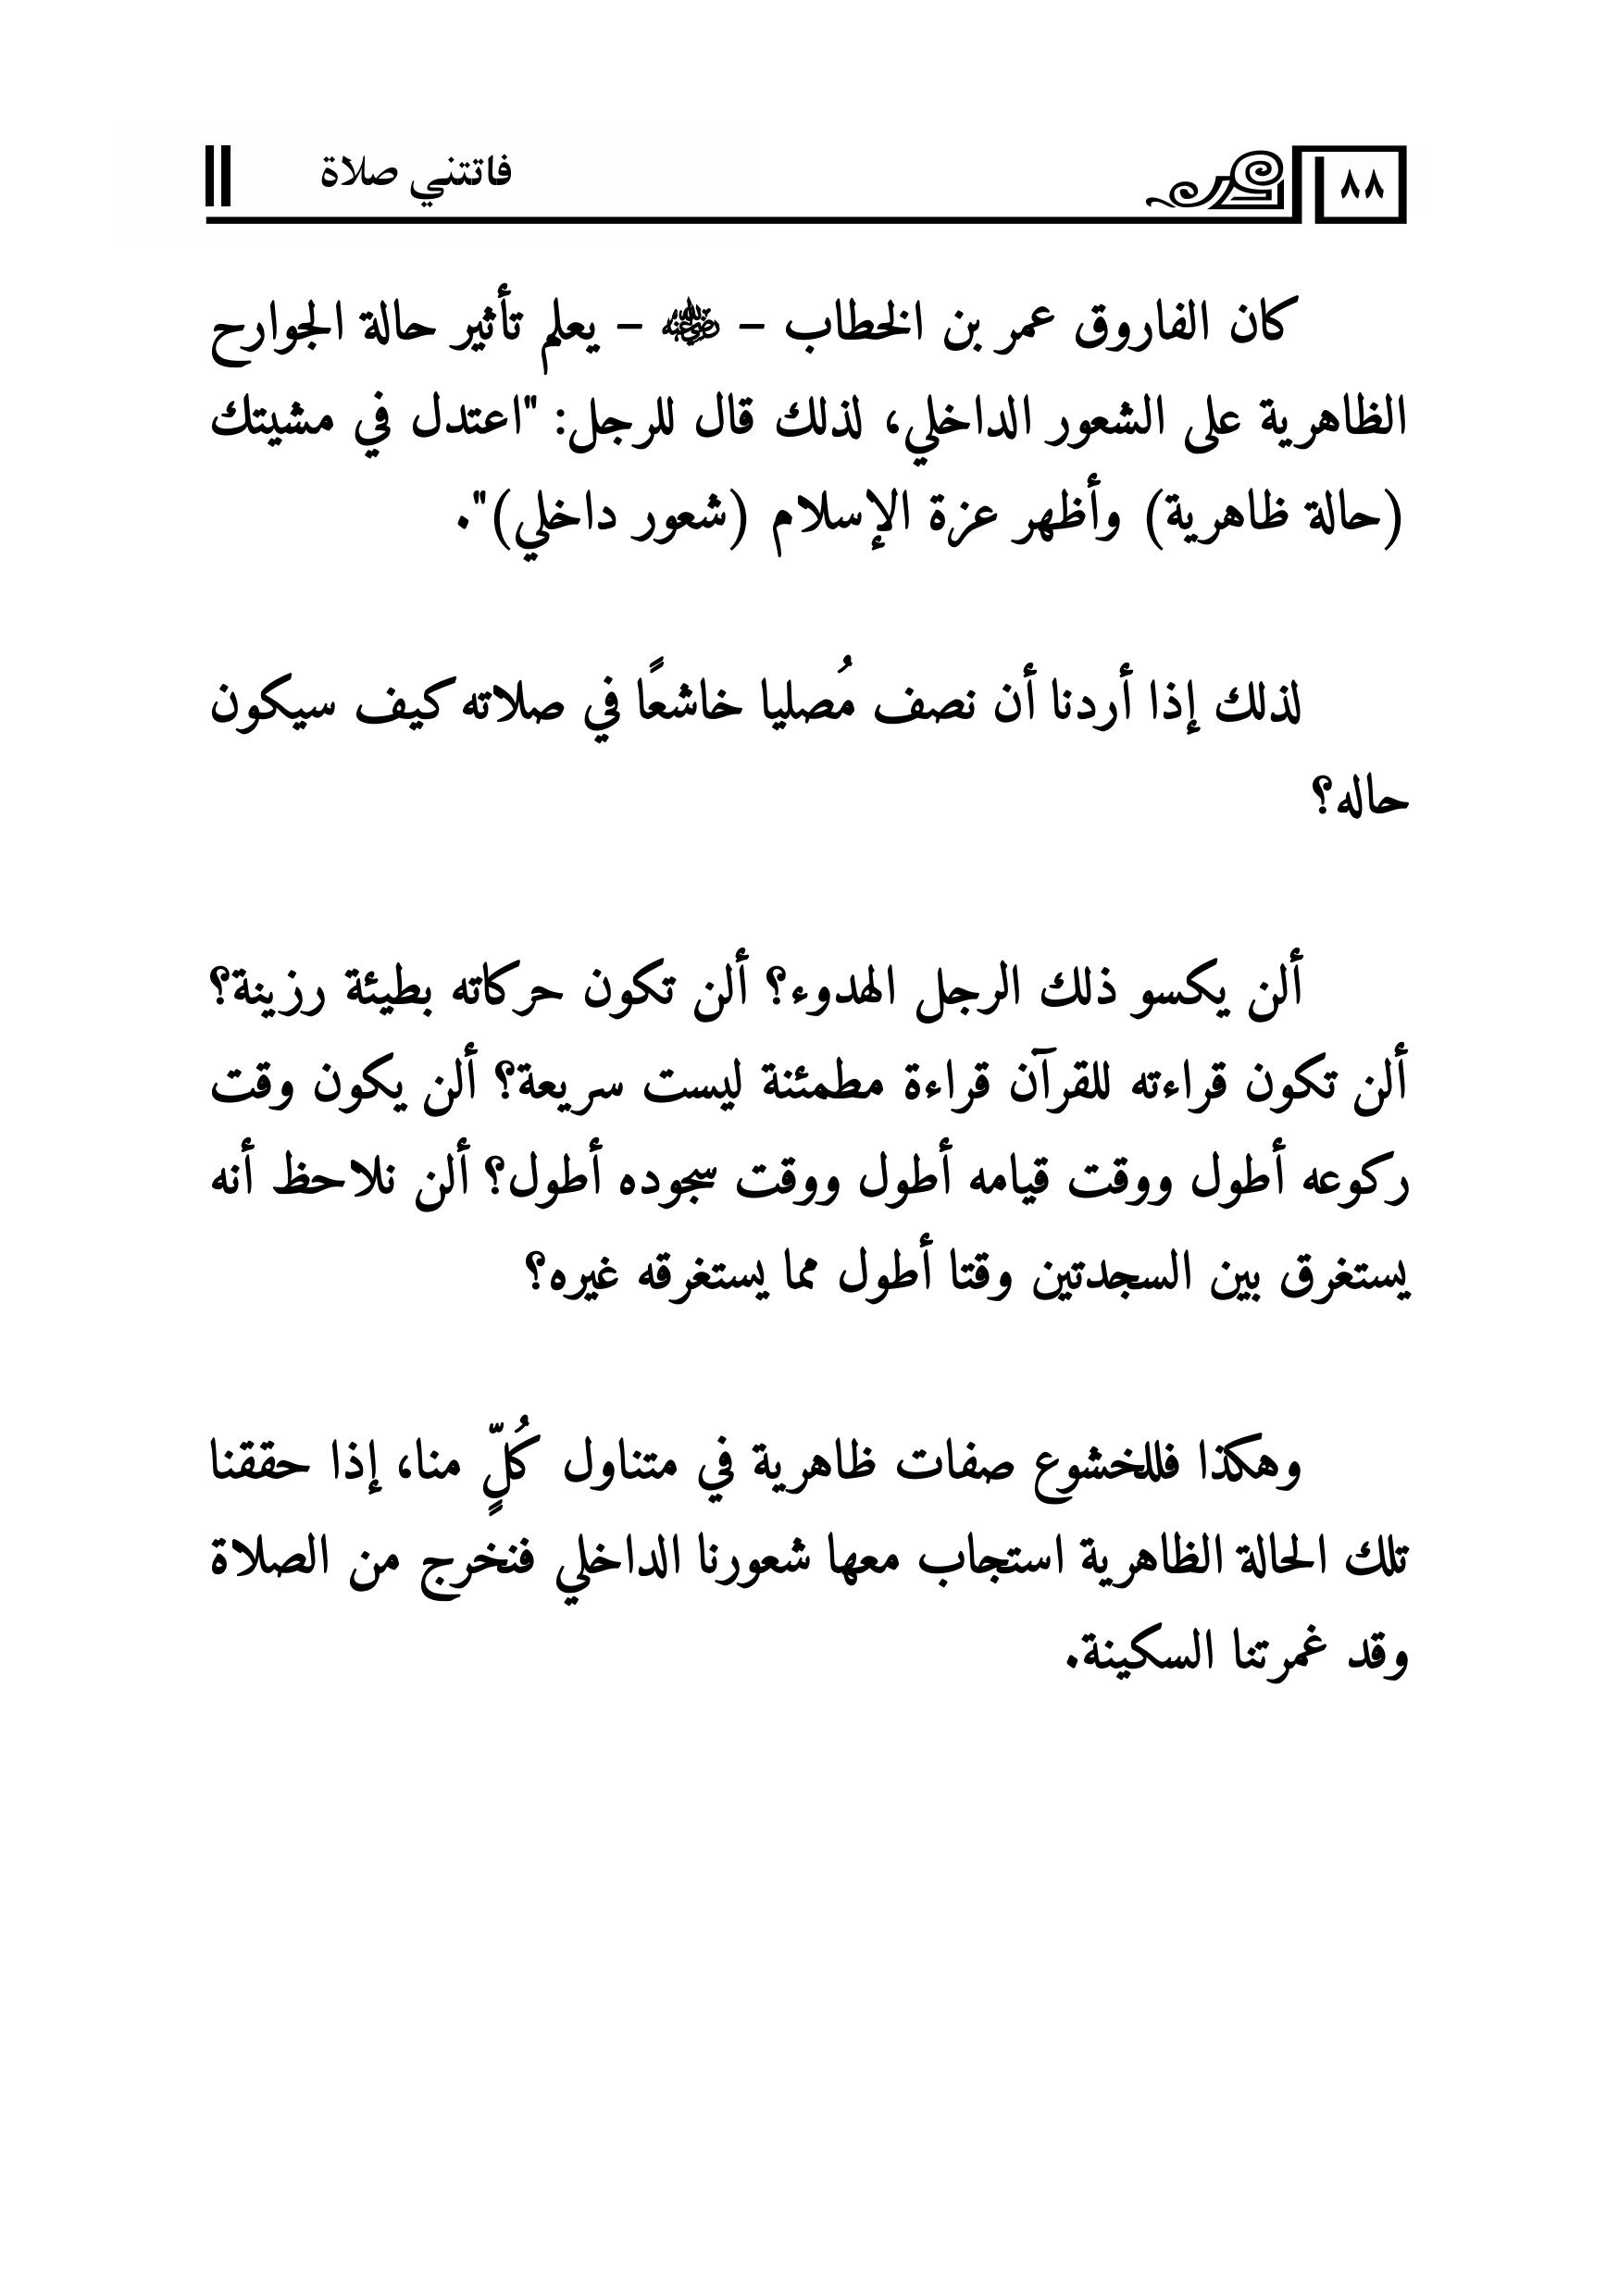 ٨٨
فاتتني صلاة
كان الفاروق عمر بن الخطاب – ﵁ – يعلم تأثير حالة الجوارح
الظاهرية على الشعور الداخلي، لذلك قال للرجل: "اعتدل في مشيتك
(حالة ظاهرية) وأظهر عزة الإسلام (شعور داخلي)".
لذلك إذا أردنا أن نصف مُصليا خاشعًا في صلاته كيف سيكون
حاله؟
ألن يكسو ذلك الرجل الهدوء؟ ألن تكون حركاته بطيئة رزينة؟
ألن تكون قراءته للقرآن قراءة مطمئنة ليست سريعة؟ ألن يكون وقت
ركوعه أطول ووقت قيامه أطول ووقت سجوده أطول؟ ألن نلاحظ أنه
يستغرق بين السجدتين وقتا أطول مما يستغرقه غيره؟
وهكذا فللخشوع صفات ظاهرية في متناول كُلٍّ منا، إذا حققنا
تلك الحالة الظاهرية استجاب معها شعورنا الداخلي فنخرج من الصلاة
وقد غمرتنا السكينة.